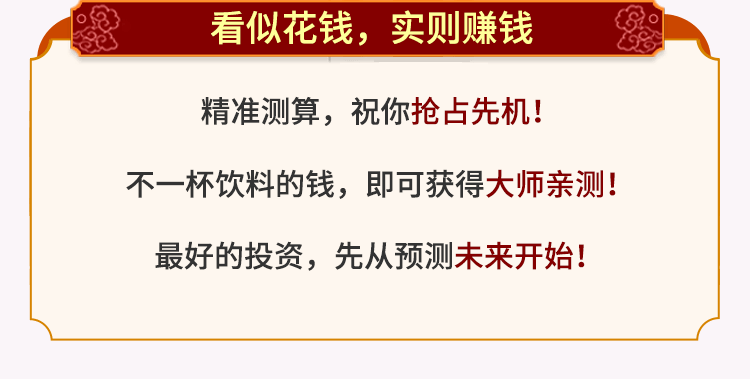 看似花钱，实则赚钱
精准测算，祝你抢占先机！
不一杯饮料的钱，即可获得大师亲测！
最好的投资，先从预测未来开始！